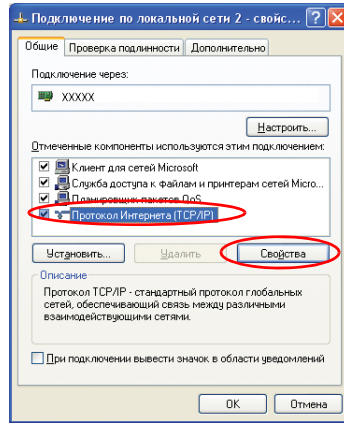 Подключение по локальной сети 2 - свойс...
Общие Проверка подлинности Дополнительно
Подключение через:
XXXXX
Настроить...
Отмеченные компоненты используются этим подключением:
Клиент для сетей Microsoft
Служба доступа к файлам и принтерам сетей Micro...
Планировщик пакетов QoS
Протокол Интернета (TCP/IP)
Установить... Удалить Свойства
Описание
Протокол TCP/IP - стандартный протокол глобальных
сетей, обеспечивающий связь между различными
взаимодействующими сетями.
При подключении вывести значок в области уведомлений
OK Отмена